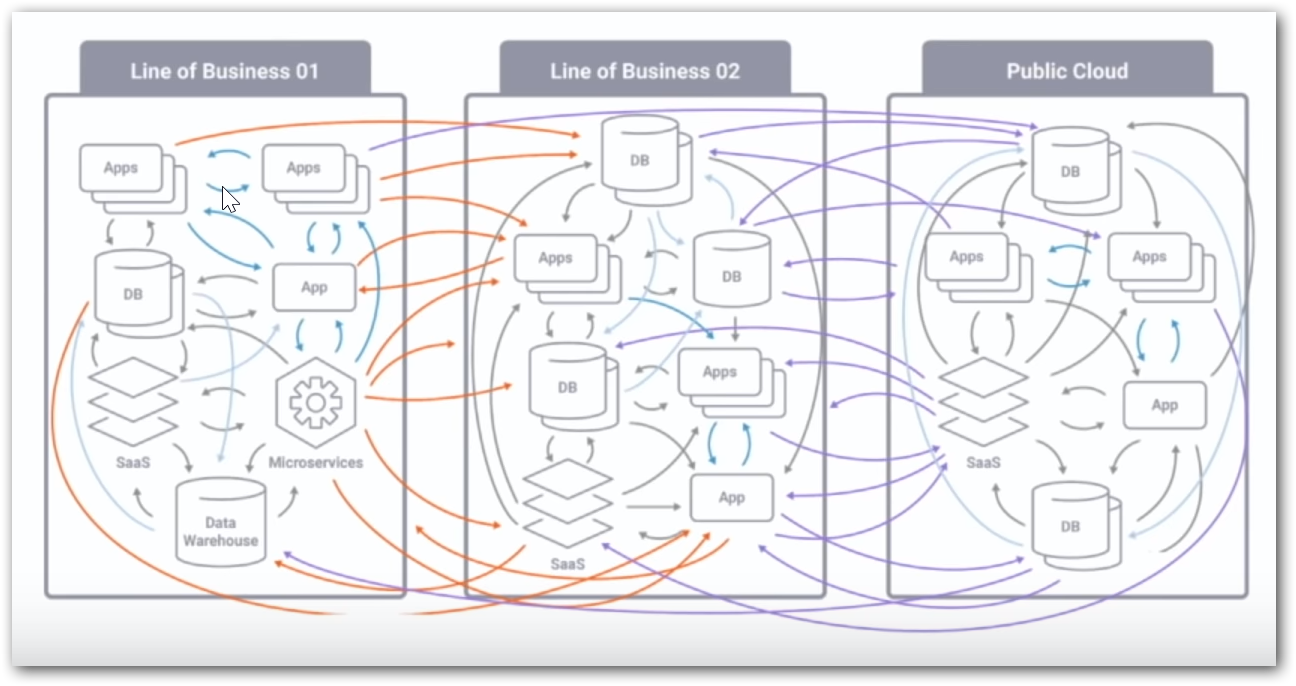 Line of Business 01
Apps
Apps
DB
App
SaaS
Microservices
Data
Warehouse
Line of Business 02
DB
Apps
DB
DB
Apps
App
SaaS
Public Cloud
DB
Apps
Apps
App
SaaS
DB